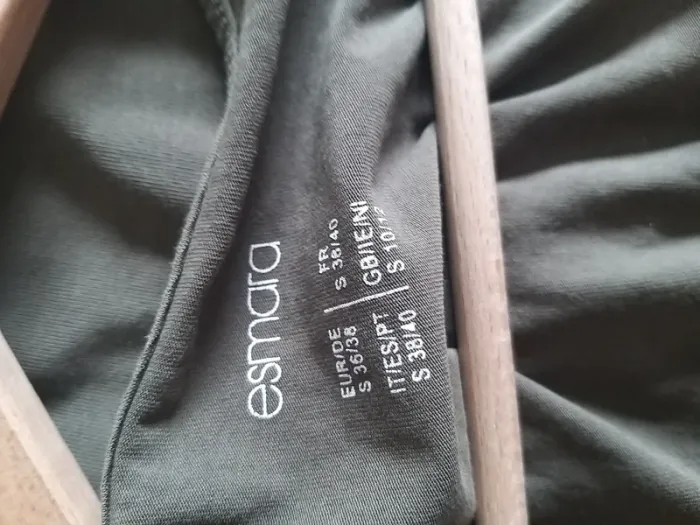 esmara
EUR/DE | FR
S 36/38 | S 38/40
IT/ES/PT | GB/IE/NI
S 38/40 | S 10/12